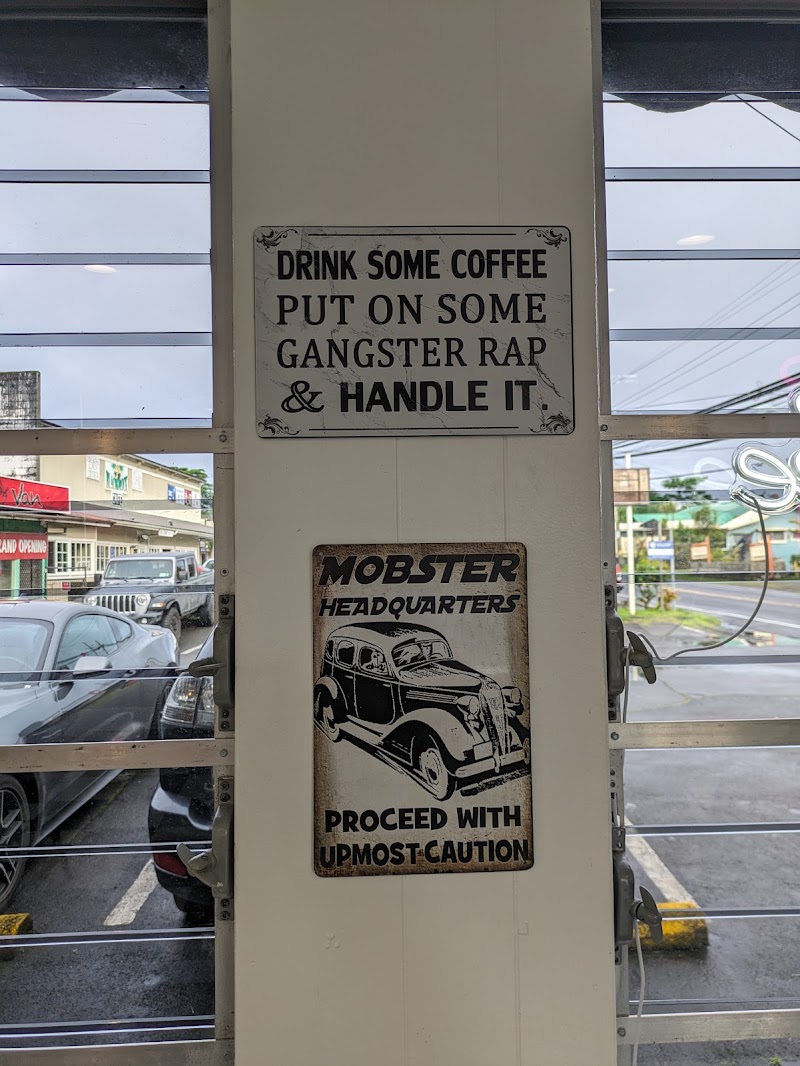 DRINK SOME COFFEE
PUT ON SOME
GANGSTER RAP
& HANDLE IT.
MOBSTER
HEADQUARTERS
PROCEED WITH
UPMOST CAUTION